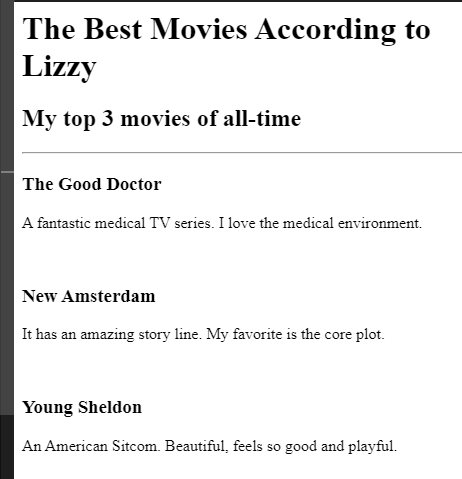 The Best Movies According to
Lizzy
My top 3 movies of all-time
The Good Doctor
A fantastic medical TV series. I love the medical environment.
New Amsterdam
It has an amazing story line. My favorite is the core plot.
Young Sheldon
An American Sitcom. Beautiful, feels so good and playful.